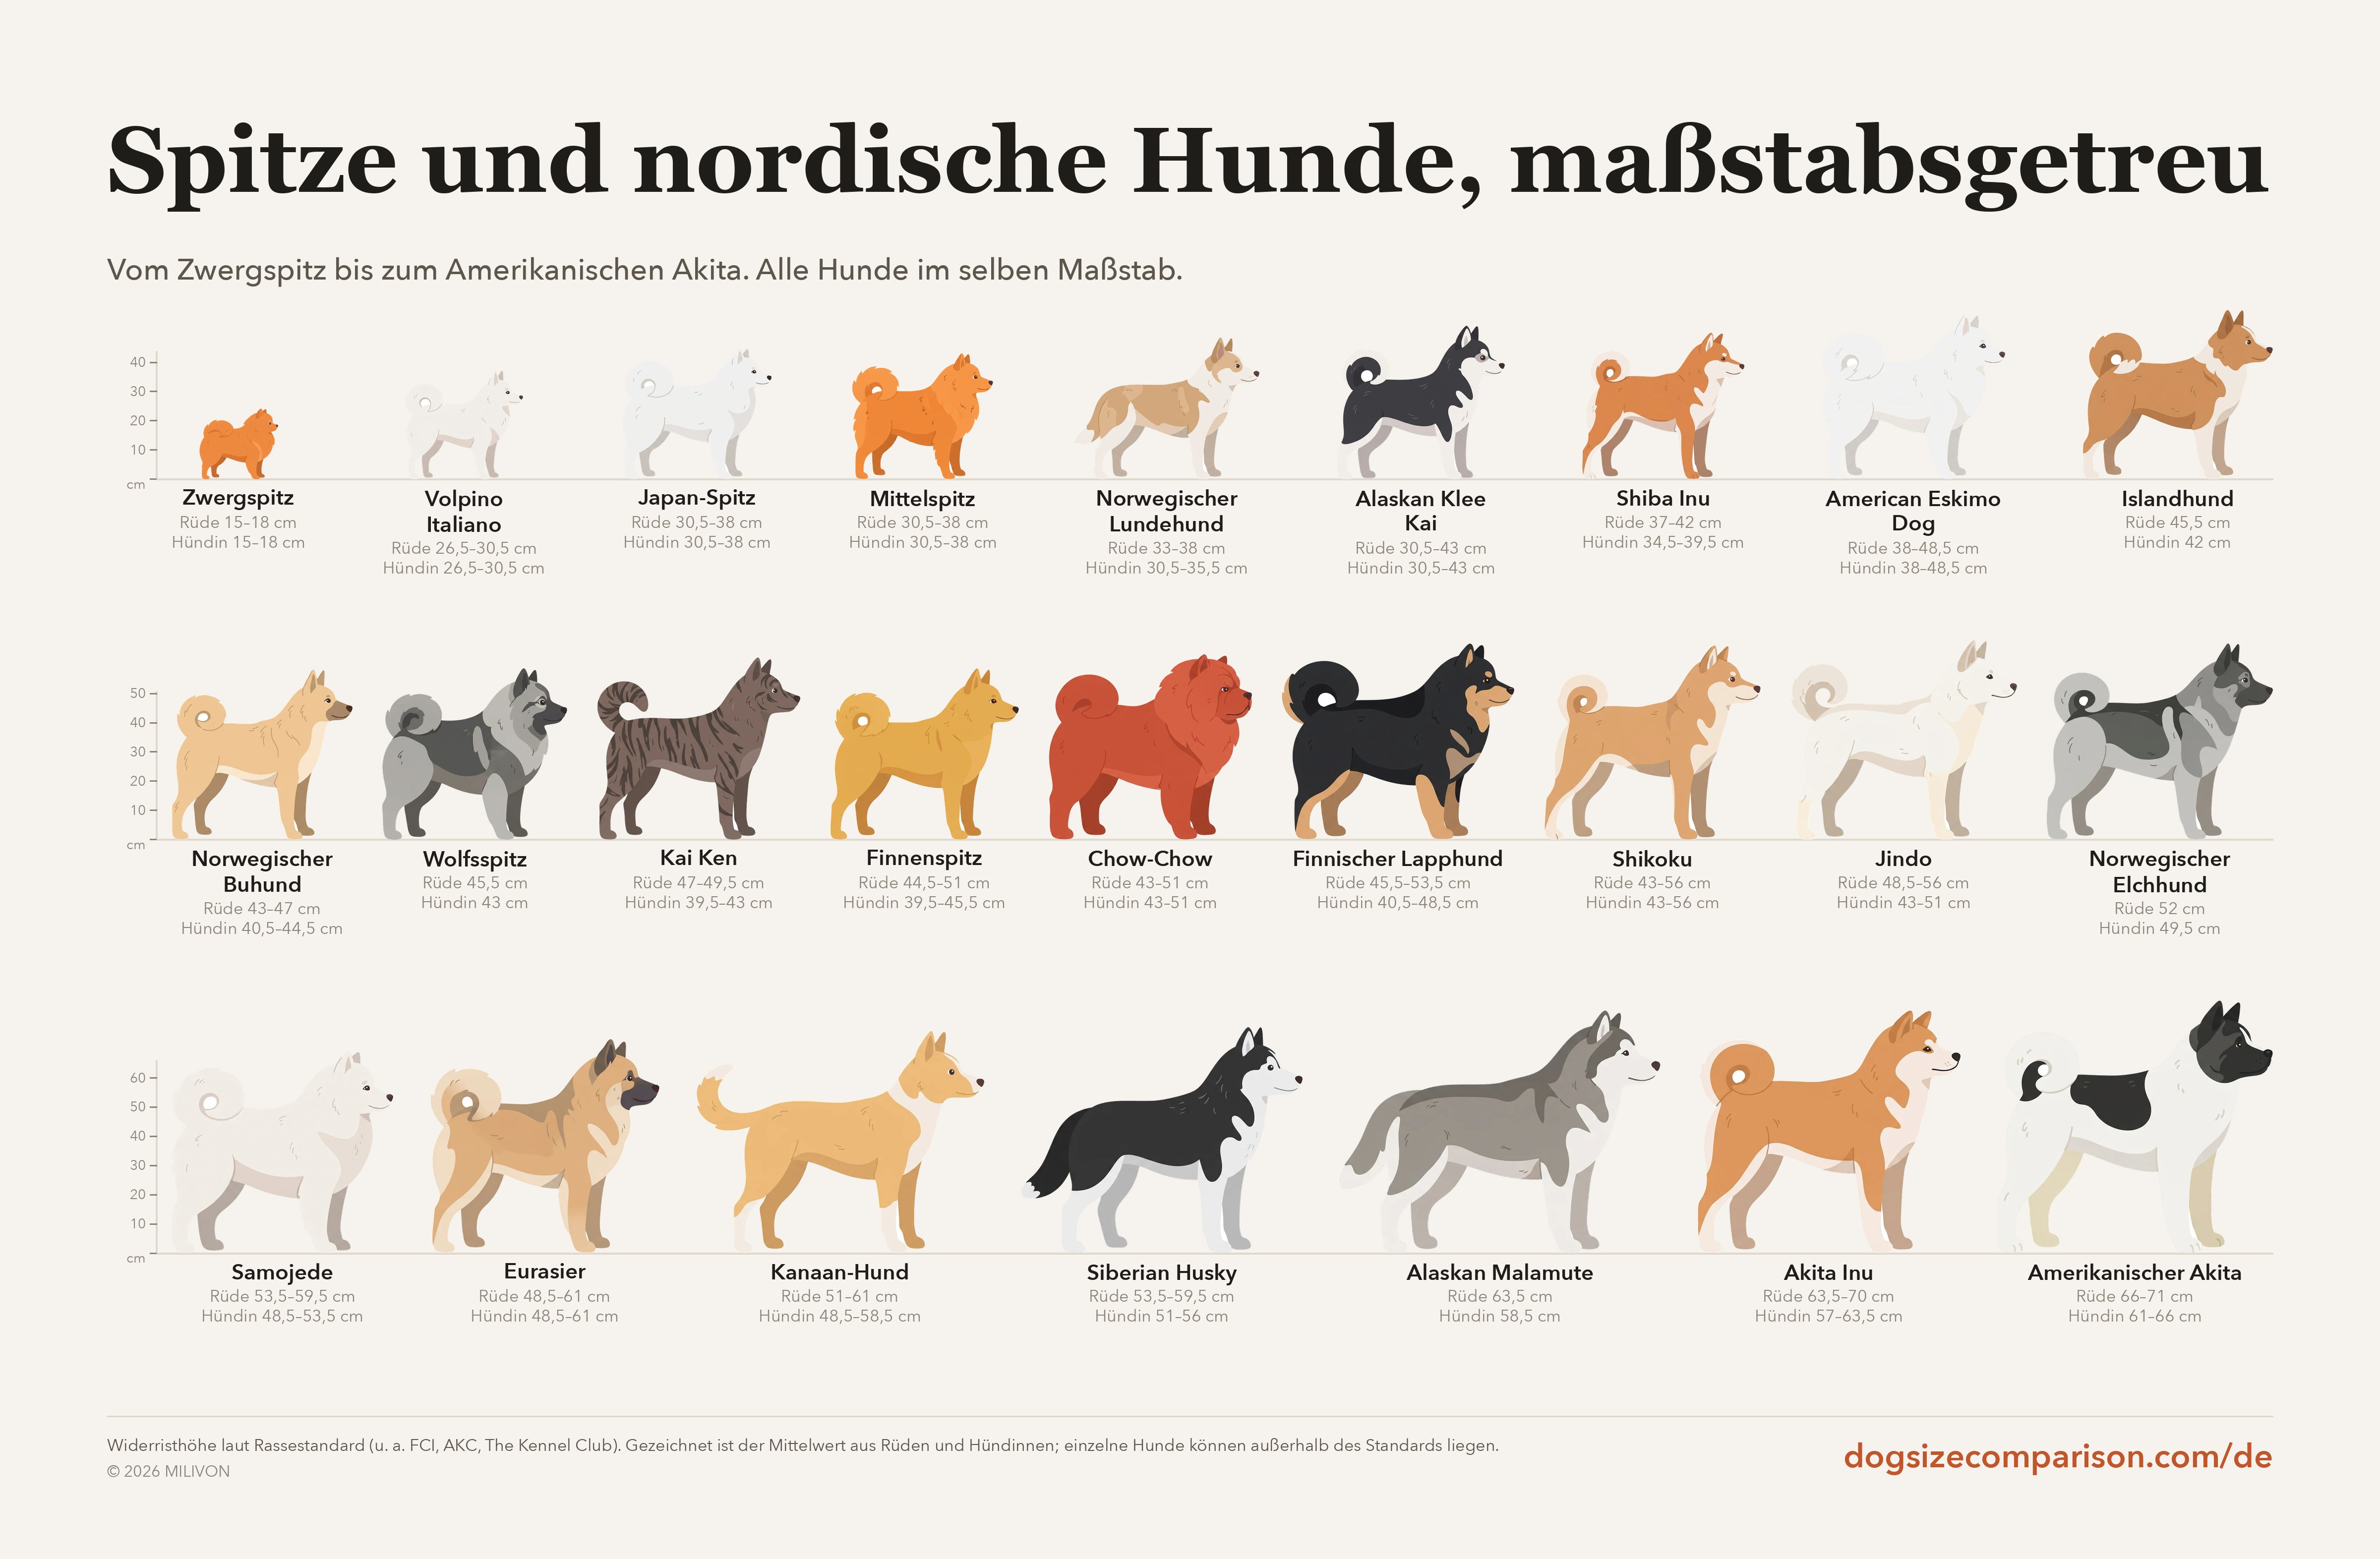 Spitze und nordische Hunde, maßstabsgetreu
Vom Zwergspitz bis zum Amerikanischen Akita. Alle Hunde im selben Maßstab.
40
30
20
10
cm
Zwergspitz
Rüde 15–18 cm
Hündin 15–18 cm
Volpino
Italiano
Rüde 26,5–30,5 cm
Hündin 26,5–30,5 cm
Japan-Spitz
Rüde 30,5–38 cm
Hündin 30,5–38 cm
Mittelspitz
Rüde 30,5–38 cm
Hündin 30,5–38 cm
Norwegischer
Lundehund
Rüde 33–38 cm
Hündin 30,5–35,5 cm
Alaskan Klee
Kai
Rüde 30,5–43 cm
Hündin 30,5–43 cm
Shiba Inu
Rüde 37–42 cm
Hündin 34,5–39,5 cm
American Eskimo
Dog
Rüde 38–48,5 cm
Hündin 38–48,5 cm
Islandhund
Rüde 45,5 cm
Hündin 42 cm
50
40
30
20
10
cm
Norwegischer
Buhund
Rüde 43–47 cm
Hündin 40,5–44,5 cm
Wolfsspitz
Rüde 45,5 cm
Hündin 43 cm
Kai Ken
Rüde 47–49,5 cm
Hündin 39,5–43 cm
Finnenspitz
Rüde 44,5–51 cm
Hündin 39,5–45,5 cm
Chow-Chow
Rüde 43–51 cm
Hündin 43–51 cm
Finnischer Lapphund
Rüde 45,5–53,5 cm
Hündin 40,5–48,5 cm
Shikoku
Rüde 43–56 cm
Hündin 43–56 cm
Jindo
Rüde 48,5–56 cm
Hündin 43–51 cm
Norwegischer
Elchhund
Rüde 52 cm
Hündin 49,5 cm
60
50
40
30
20
10
cm
Samojede
Rüde 53,5–59,5 cm
Hündin 48,5–53,5 cm
Eurasier
Rüde 48,5–61 cm
Hündin 48,5–61 cm
Kanaan-Hund
Rüde 51–61 cm
Hündin 48,5–58,5 cm
Siberian Husky
Rüde 53,5–59,5 cm
Hündin 51–56 cm
Alaskan Malamute
Rüde 63,5 cm
Hündin 58,5 cm
Akita Inu
Rüde 63,5–70 cm
Hündin 57–63,5 cm
Amerikanischer Akita
Rüde 66–71 cm
Hündin 61–66 cm
Widerristhöhe laut Rassestandard (u. a. FCI, AKC, The Kennel Club). Gezeichnet ist der Mittelwert aus Rüden und Hündinnen; einzelne Hunde können außerhalb des Standards liegen.
© 2026 MILIVON
dogsizecomparison.com/de